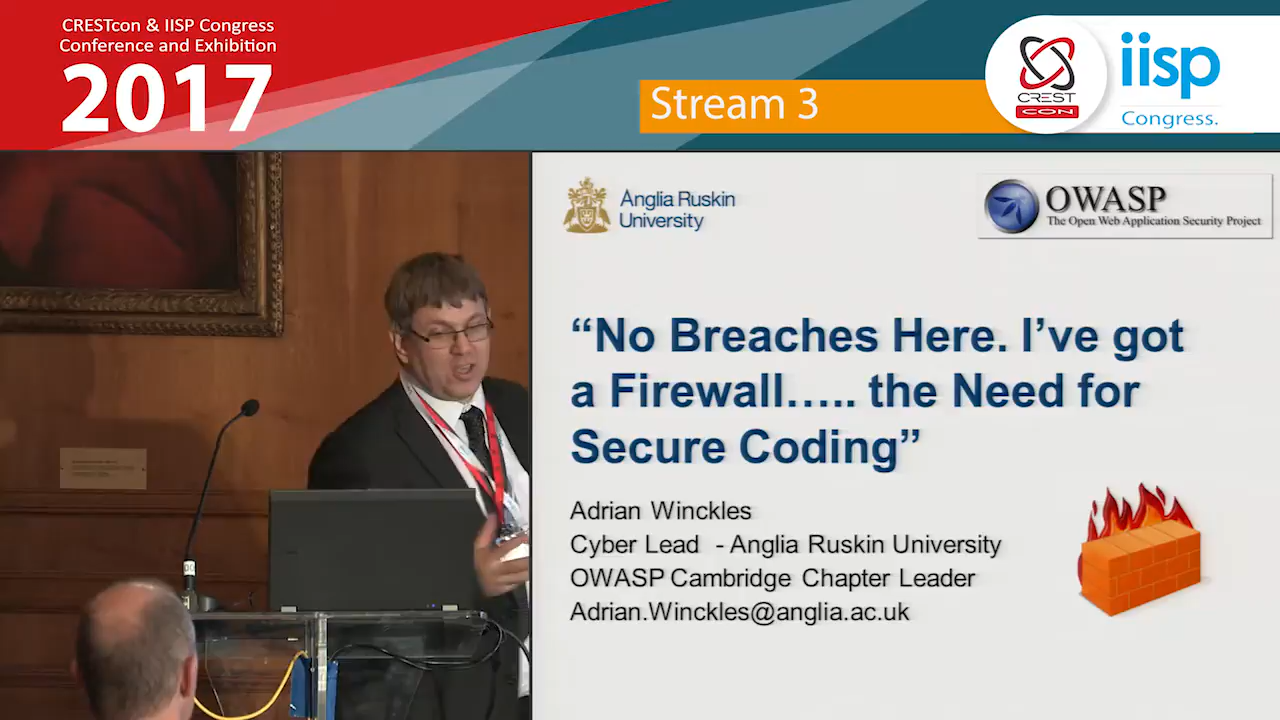 CRESTcon & IISP Congress
Conference and Exhibition
2017
Stream 3
CREST
CON
iisp
Congress.
Anglia Ruskin
University
OWASP
The Open Web Application Security Project
“No Breaches Here. I’ve got
a Firewall….. the Need for
Secure Coding”
Adrian Winckles
Cyber Lead - Anglia Ruskin University
OWASP Cambridge Chapter Leader
Adrian.Winckles@anglia.ac.uk